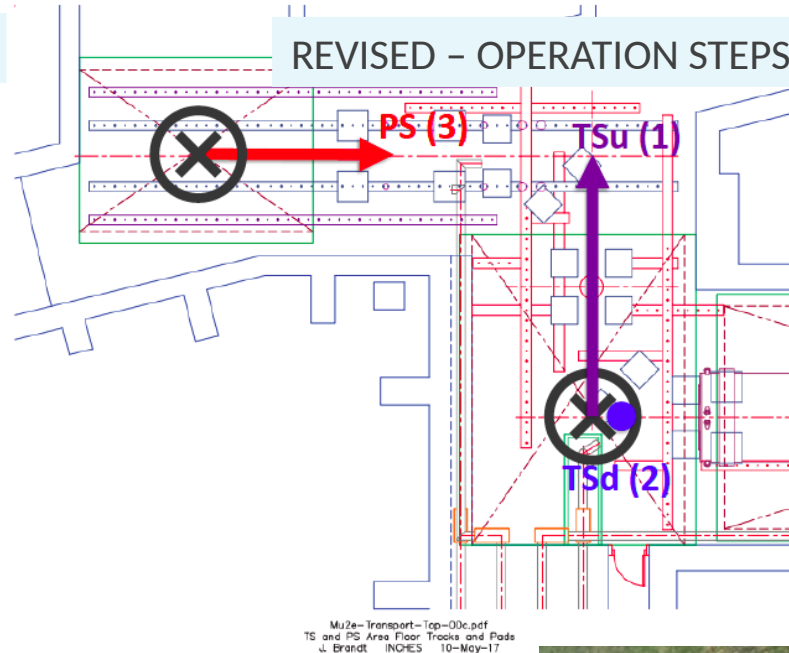 REVISED – OPERATION STEPS
PS (3)
TSu (1)
TSd (2)
Mu2e-Transport-Top-00c.pdf
TS and PS Area Floor Tracks and Pads
J. Brandt INCHES 10-May-17